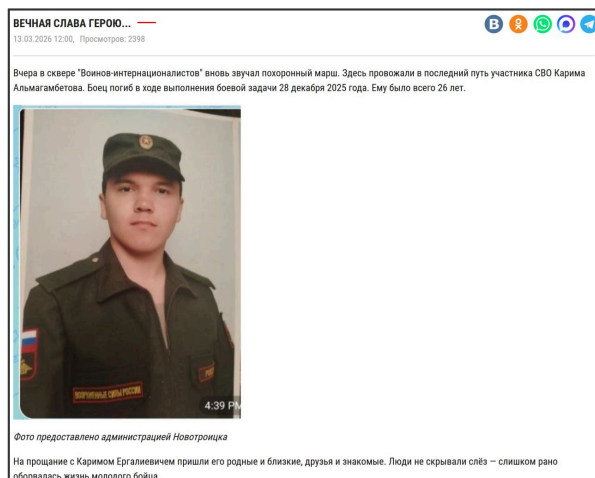 ВЕЧНАЯ СЛАВА ГЕРОЮ...
13.03.2026 12:00, Просмотров: 2398
Вчера в сквере "Воинов-интернационалистов" вновь звучал похоронный марш. Здесь провожали в последний путь участника СВО Карима
Альмагамбетова. Боец погиб в ходе выполнения боевой задачи 28 декабря 2025 года. Ему было всего 26 лет.
ВООРУЖЕННЫЕ СИЛЫ РОССИИ
4:39 PM
Фото предоставлено администрацией Новотроицка
На прощание с Каримом Ергалиевичем пришли его родные и близкие, друзья и знакомые. Люди не скрывали слёз – слишком рано
оборвалась жизнь молодого бойца